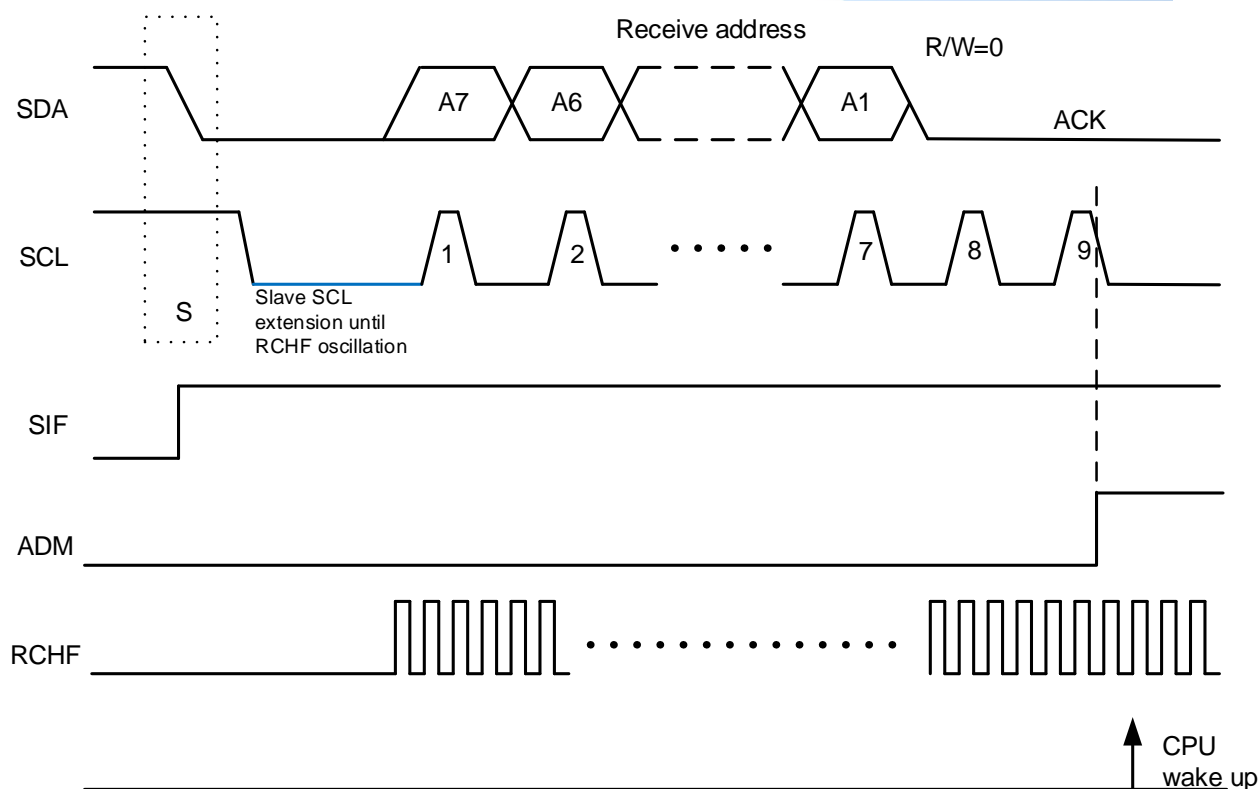 Receive address
R/W=0
SDA
A7
A6
A1
ACK
SCL
1
2
7
8
9
S
Slave SCL
extension until
RCHF oscillation
SIF
ADM
RCHF
CPU
wake up